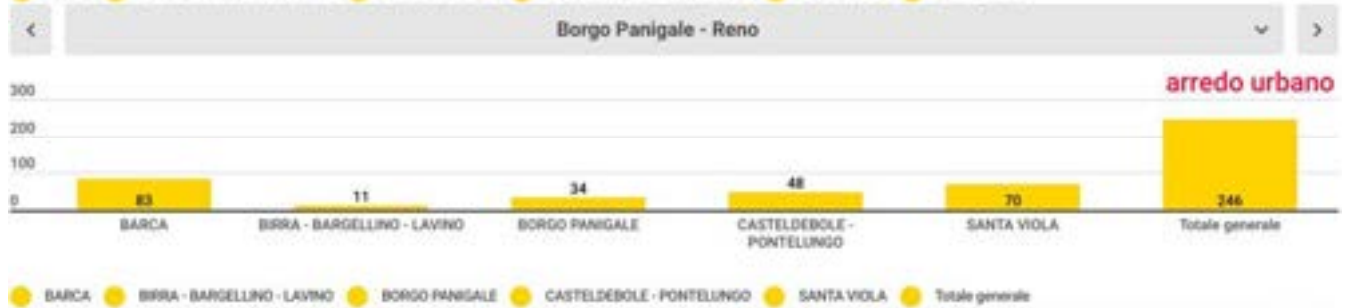 Borgo Panigale - Reno
arredo urbano
300
200
100
0
83
11
34
48
70
246
BARCA
BIRRA - BARGELLINO - LAVINO
BORGO PANIGALE
CASTELDEBOLE -
PONTELUNGO
SANTA VIOLA
Totale generale
BARCA BIRRA - BARGELLINO - LAVINO BORGO PANIGALE CASTELDEBOLE - PONTELUNGO SANTA VIOLA Totale generale